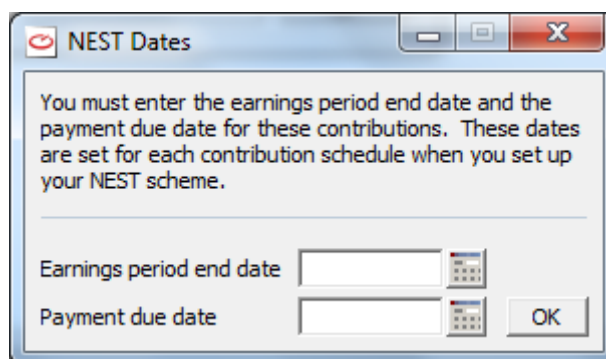 NEST Dates
You must enter the earnings period end date and the
payment due date for these contributions.  These dates
are set for each contribution schedule when you set up
your NEST scheme.
Earnings period end date
Payment due date
OK